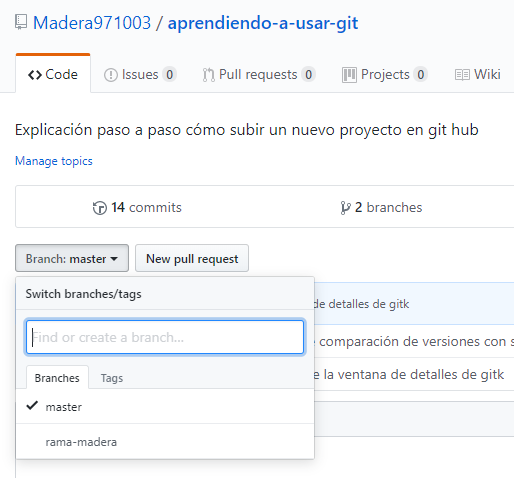 Madera971003 / aprendiendo-a-usar-git
Code Issues 0 Pull requests 0 Projects 0 Wiki
Explicación paso a paso cómo subir un nuevo proyecto en git hub
Manage topics
14 commits 2 branches
Branch: master New pull request
Switch branches/tags
de detalles de gitk
Find or create a branch...
comparación de versiones con s
Branches Tags
la ventana de detalles de gitk
master
rama-madera